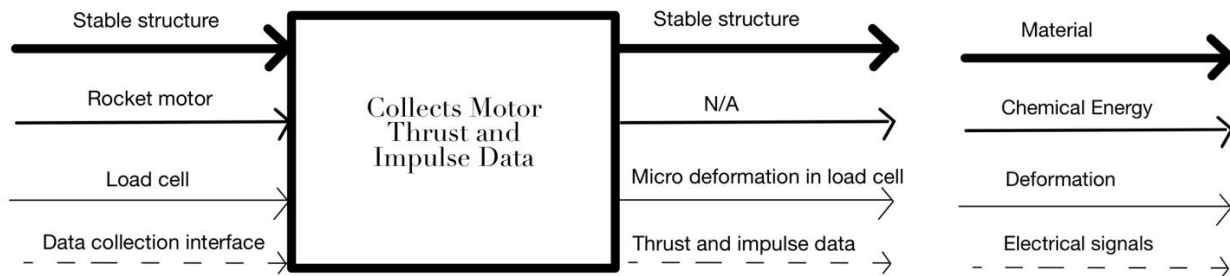 Stable structure
Rocket motor
Load cell
Data collection interface
Collects Motor
Thrust and
Impulse Data
Stable structure
N/A
Micro deformation in load cell
Thrust and impulse data
Material
Chemical Energy
Deformation
Electrical signals